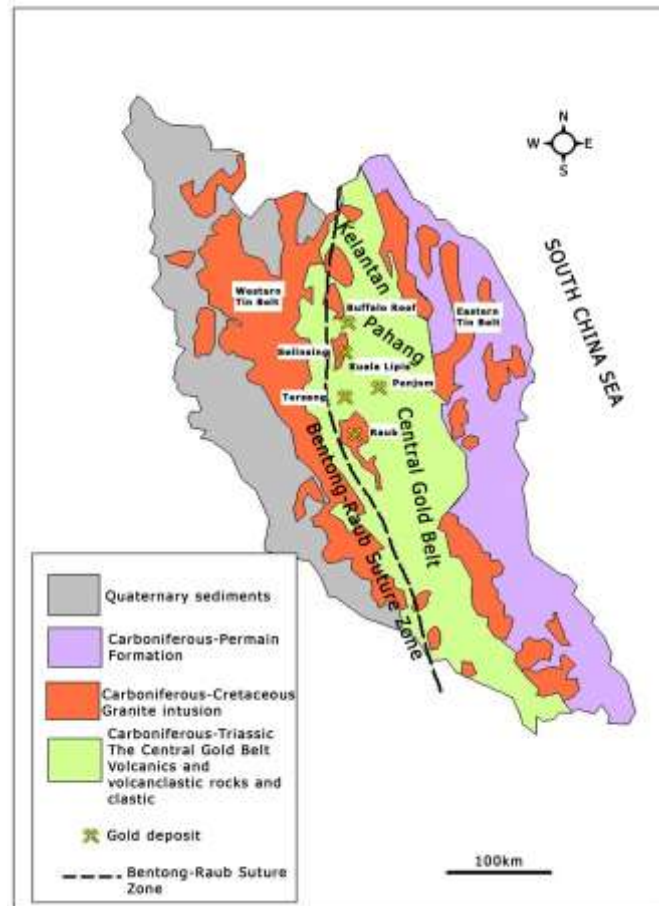 N
W
E
S
SOUTH CHINA SEA
Kelantan
Western
Tin Belt
Buffalo Reef
Eastern
Tin Belt
Pahang
Selinsing
Kuala Lipis
Penjom
Tersang
Raub
Central Gold Belt
Bentong-Raub Suture Zone
Quaternary sediments
Carboniferous-Permain
Formation
Carboniferous-Cretaceous
Granite intusion
Carboniferous-Triassic
The Central Gold Belt
Volcanics and
volcanclastic rocks and
clastic
Gold deposit
Bentong-Raub Suture
Zone
100km